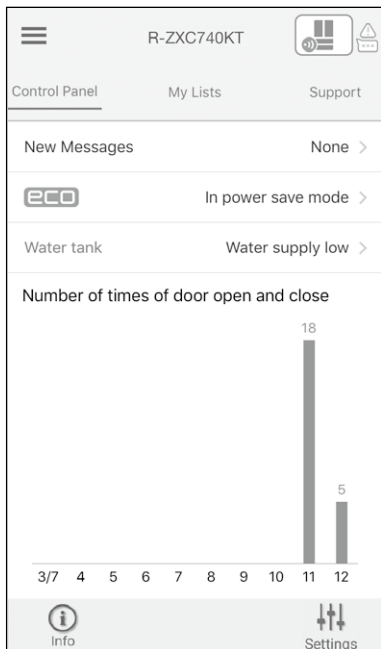 R-ZXC740KT
Control Panel My Lists Support
New Messages None
eco In power save mode
Water tank Water supply low
Number of times of door open and close
18
5
3/7 4 5 6 7 8 9 10 11 12
Info Settings